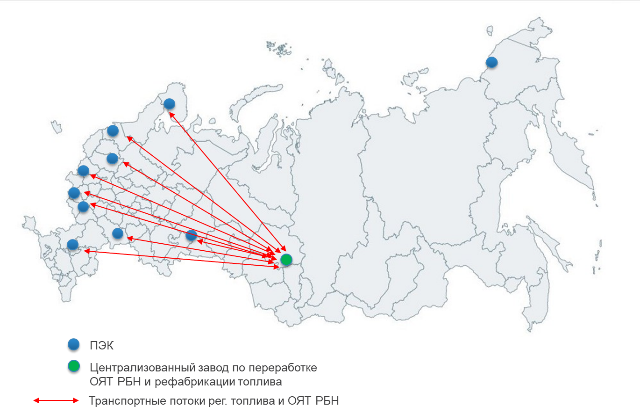 ПЭК
Централизованный завод по переработке
ОЯТ РБН и рефабрикации топлива
Транспортные потоки рег. топлива и ОЯТ РБН